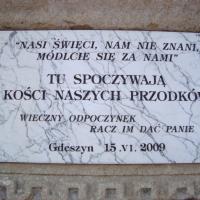 "NASI ŚWIĘCI, NAM NIE ZNANI,
MÓDLCIE SIĘ ZA NAMI"
TU SPOCZYWAJĄ
KOŚCI NASZYCH PRZODKÓW
WIECZNY ODPOCZYNEK
RACZ IM DAĆ PANIE
Gdeszyn 15.VI.2009